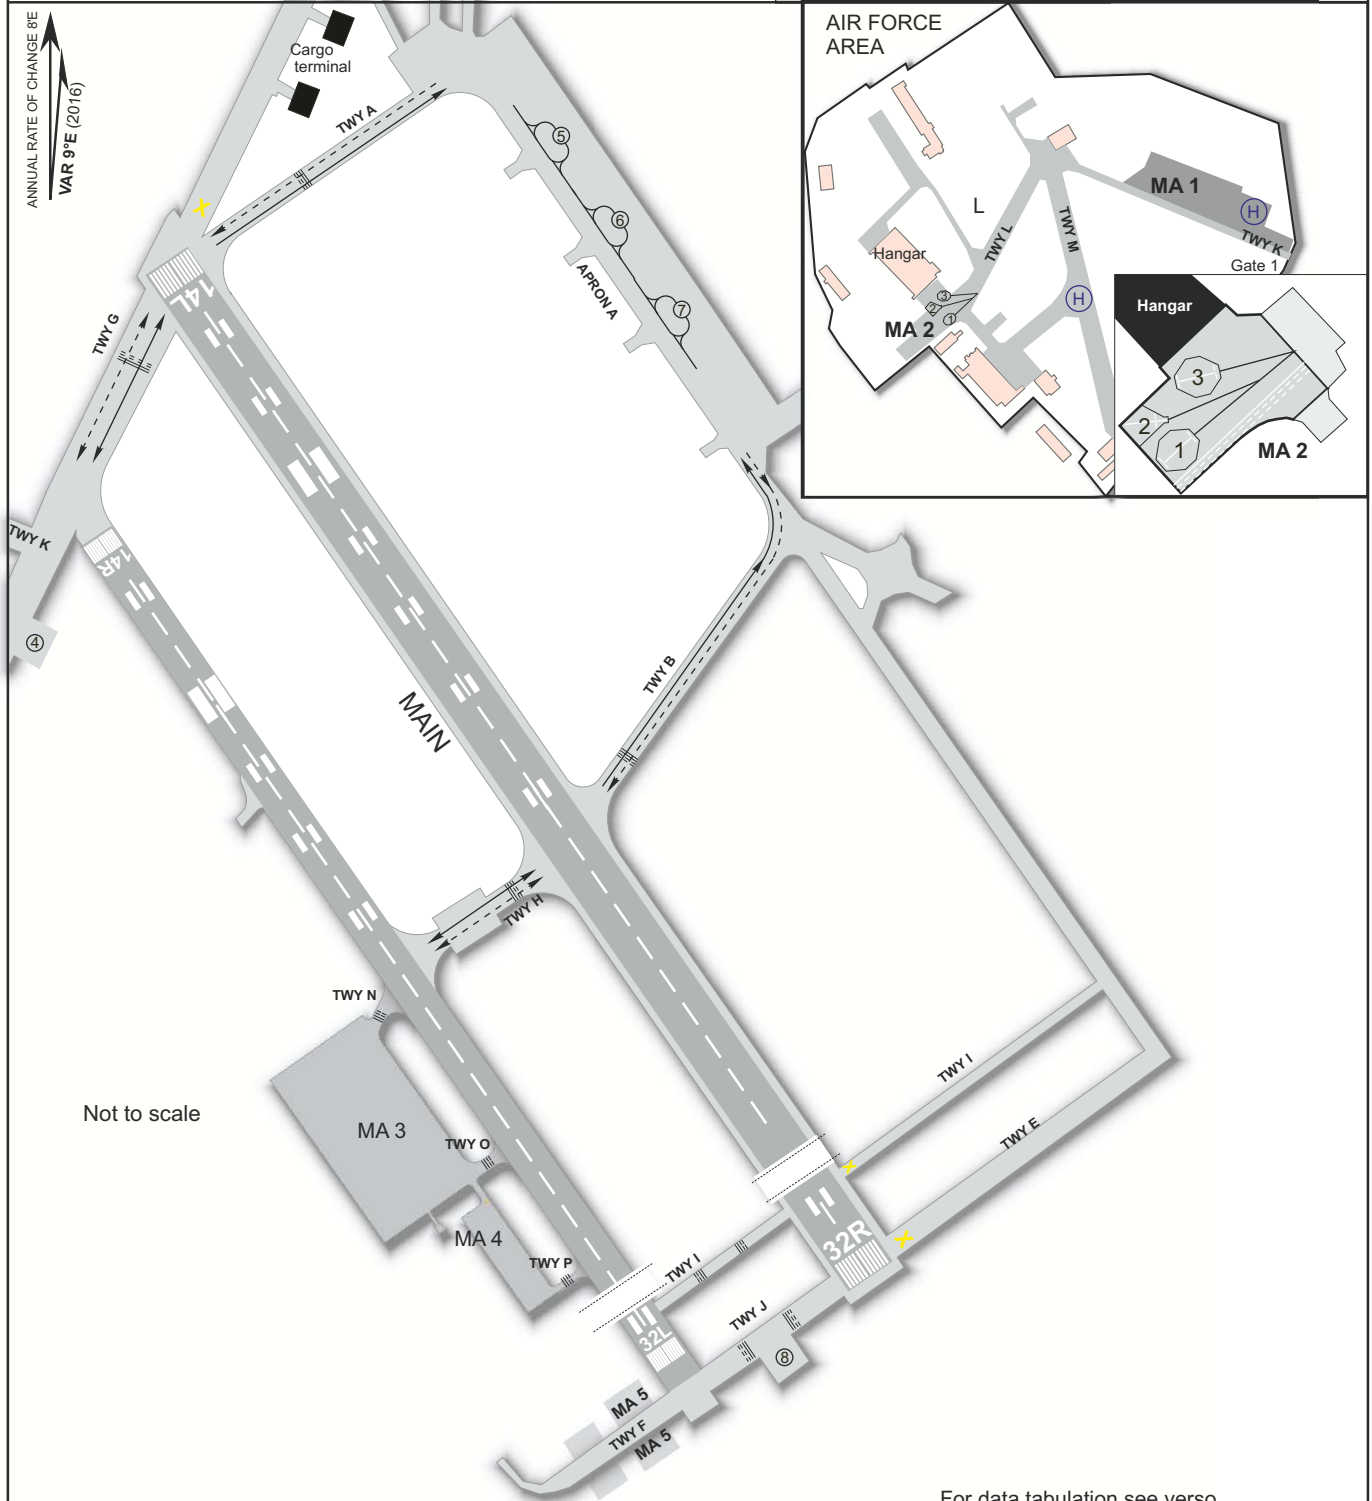 ANNUAL RATE OF CHANGE 8'E
VAR 9°E (2016)
Cargo
terminal
TWY A
AIR FORCE
AREA
5
6
7
APRON A
MA 1
H
L
TWY L
TWY M
TWY K
Gate 1
Hangar
H
3
2
1
MA 2
Hangar
3
2
1
MA 2
14L
TWY G
TWY K
14R
4
MAIN
TWY B
TWY H
TWY N
Not to scale
MA 3
TWY O
MA 4
TWY P
TWY I
TWY E
32R
TWY I
TWY J
32L
8
MA 5
TWY F
MA 5
For data tabulation see verso